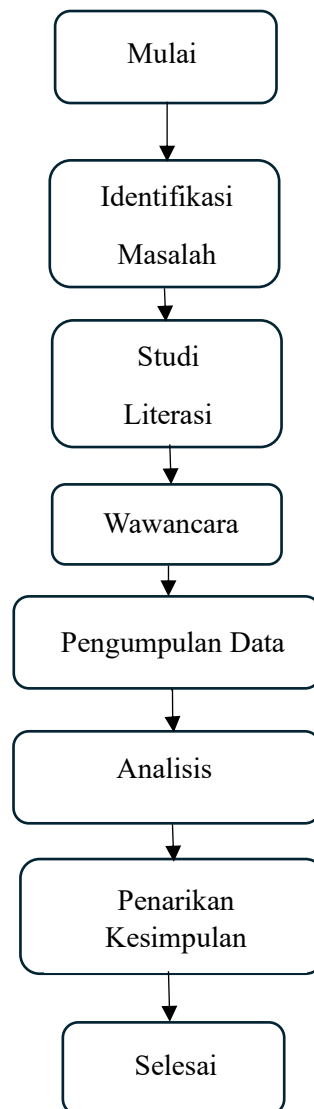 Mulai
Identifikasi
Masalah
Studi
Literasi
Wawancara
Pengumpulan Data
Analisis
Penarikan
Kesimpulan
Selesai